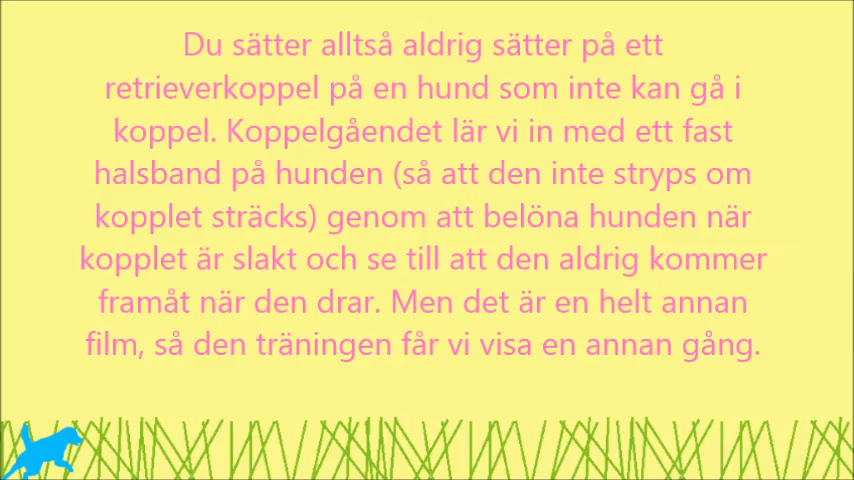 Du sätter alltså aldrig sätter på ett
retrieverkoppel på en hund som inte kan gå i
koppel. Koppelgåendet lär vi in med ett fast
halsband på hunden (så att den inte stryps om
kopplet sträcks) genom att belöna hunden när
kopplet är slakt och se till att den aldrig kommer
framåt när den drar. Men det är en helt annan
film, så den träningen får vi visa en annan gång.